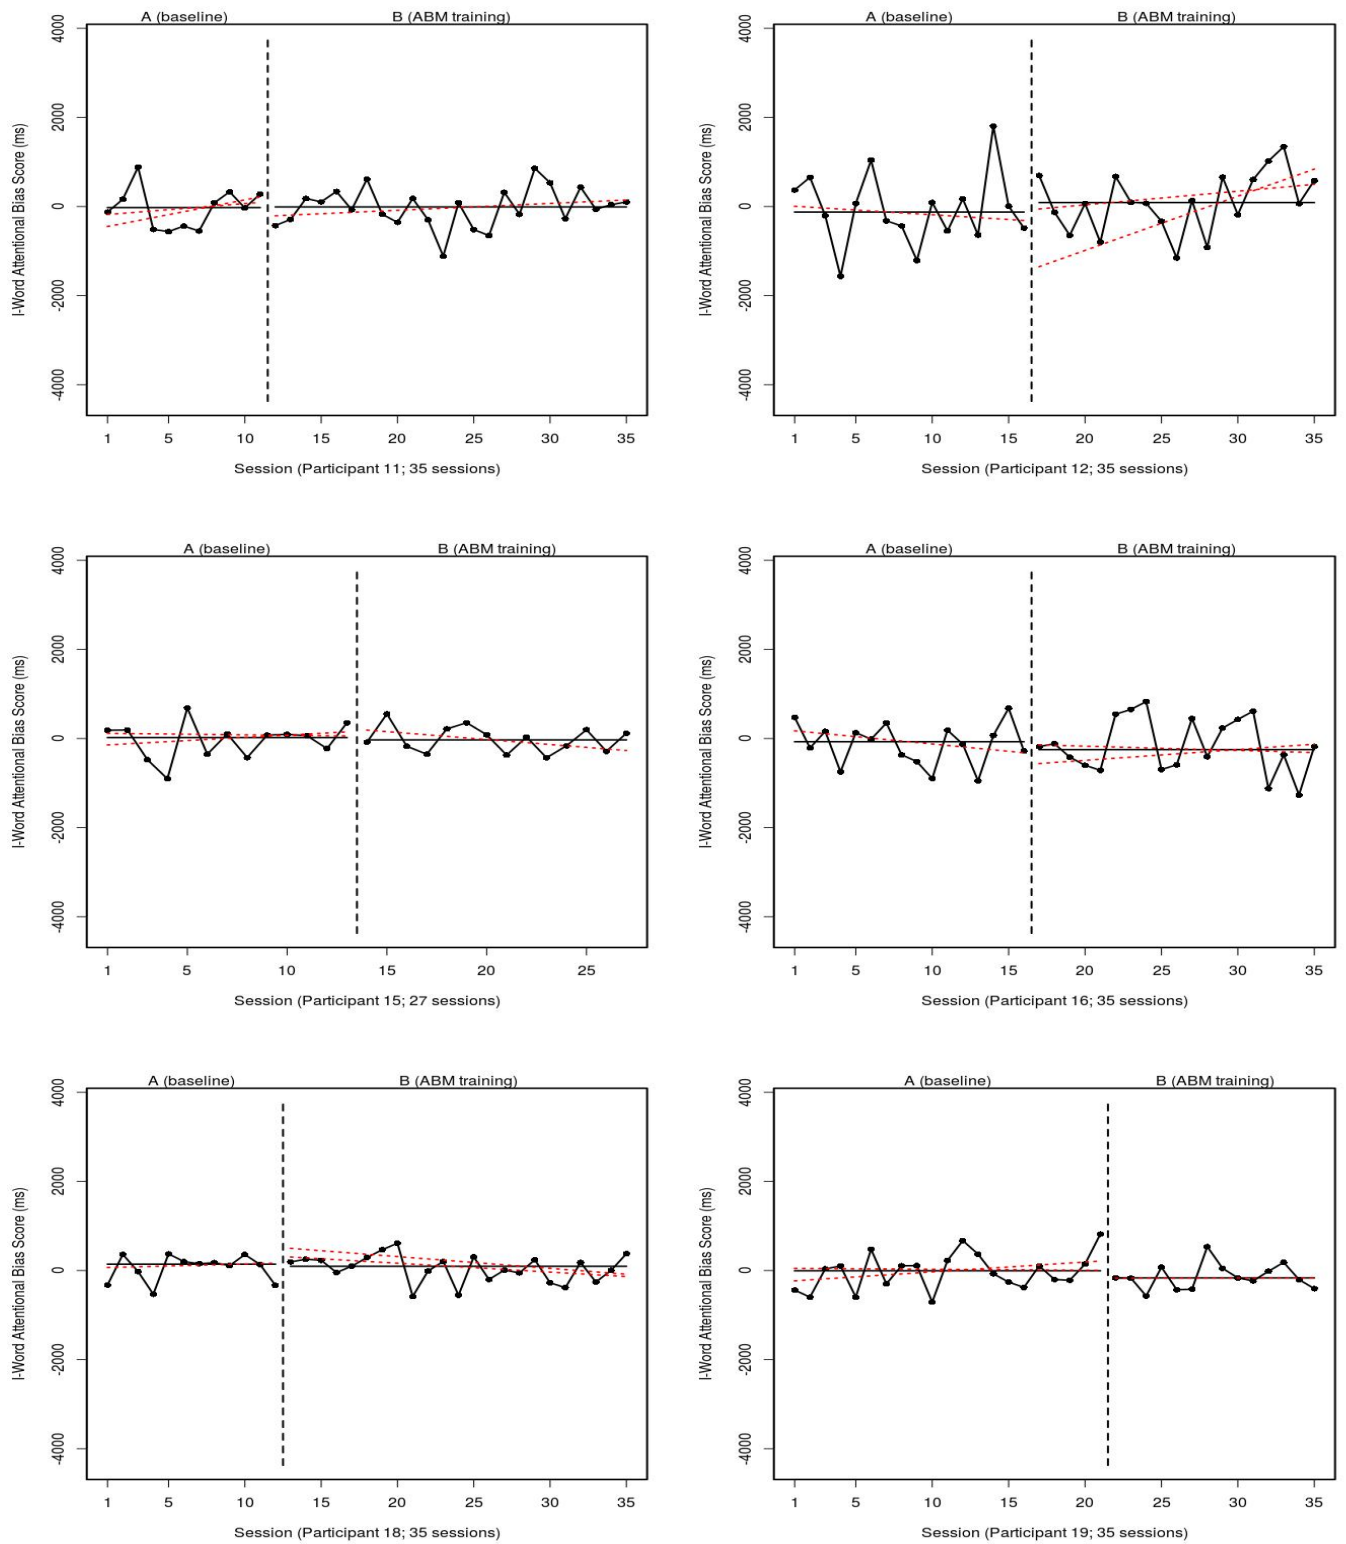 A (baseline) B (ABM training)
I-Word Attentional Bias Score (ms)
4000
2000
0
-2000
-4000
1 5 10 15 20 25 30 35
Session (Participant 11; 35 sessions)
A (baseline) B (ABM training)
I-Word Attentional Bias Score (ms)
4000
2000
0
-2000
-4000
1 5 10 15 20 25 30 35
Session (Participant 12; 35 sessions)
A (baseline) B (ABM training)
I-Word Attentional Bias Score (ms)
4000
2000
0
-2000
-4000
1 5 10 15 20 25
Session (Participant 15; 27 sessions)
A (baseline) B (ABM training)
I-Word Attentional Bias Score (ms)
4000
2000
0
-2000
-4000
1 5 10 15 20 25 30 35
Session (Participant 16; 35 sessions)
A (baseline) B (ABM training)
I-Word Attentional Bias Score (ms)
4000
2000
0
-2000
-4000
1 5 10 15 20 25 30 35
Session (Participant 18; 35 sessions)
A (baseline) B (ABM training)
I-Word Attentional Bias Score (ms)
4000
2000
0
-2000
-4000
1 5 10 15 20 25 30 35
Session (Participant 19; 35 sessions)